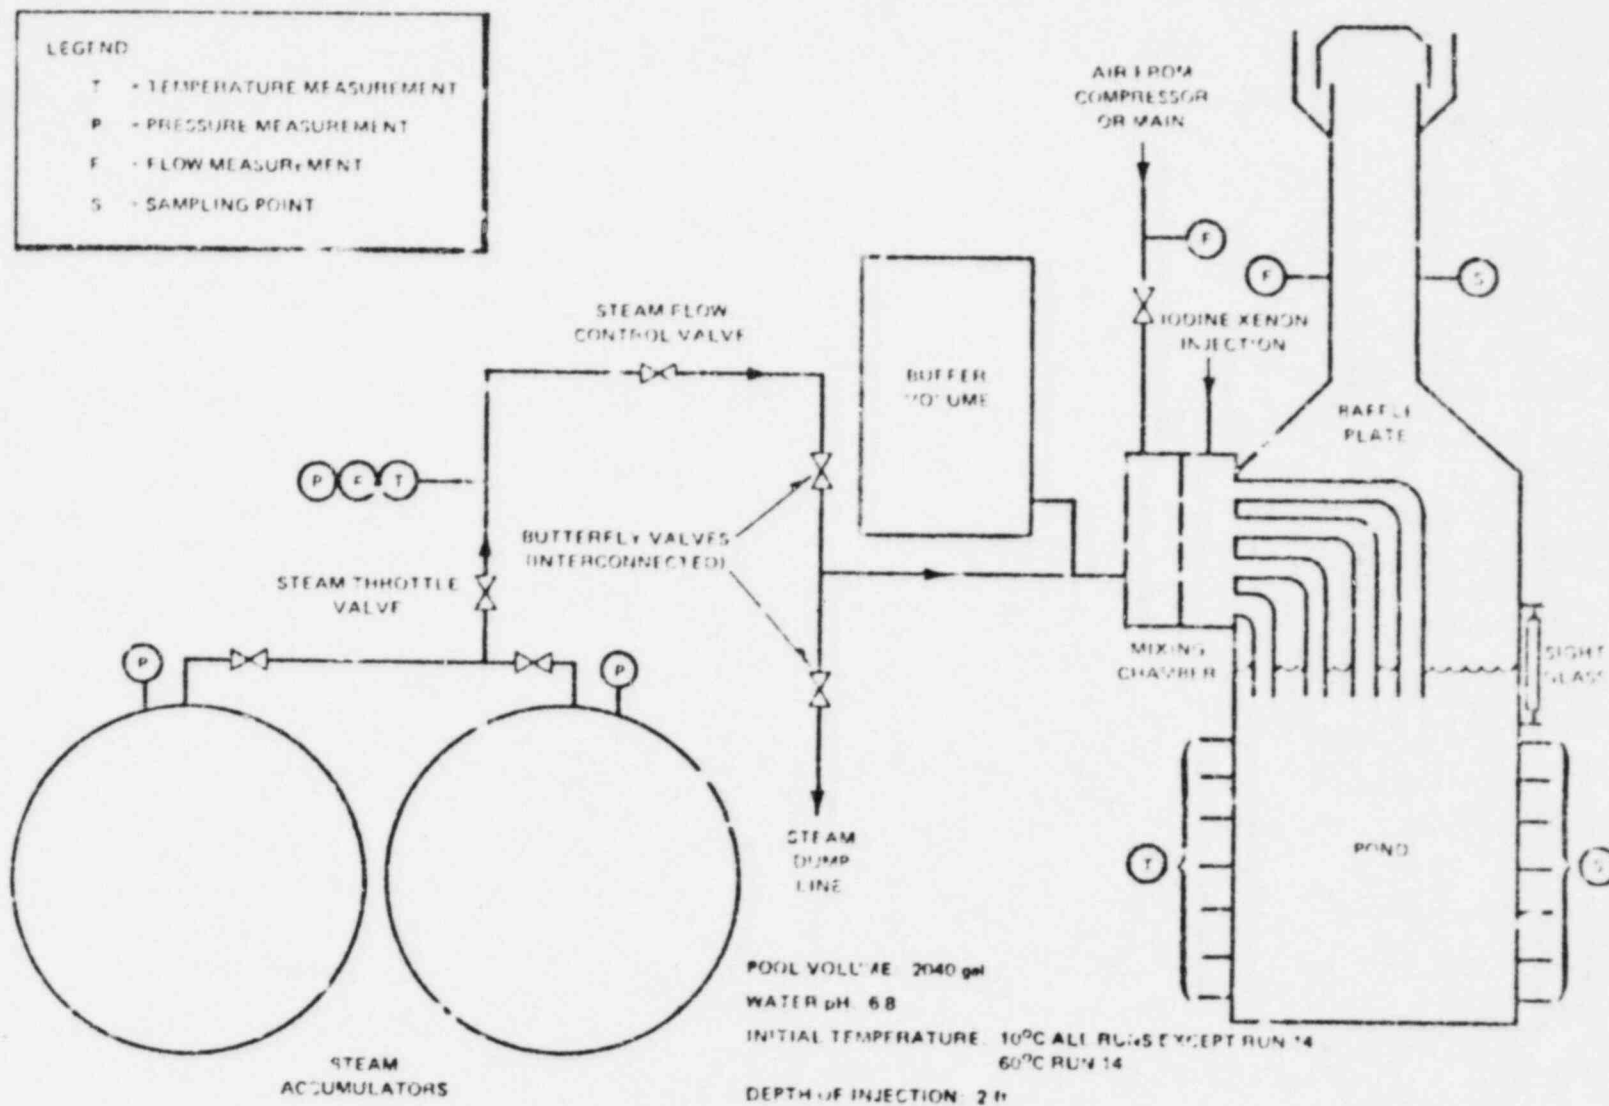 LEGEND
T = TEMPERATURE MEASUREMENT
P = PRESSURE MEASUREMENT
F = FLOW MEASUREMENT
S = SAMPLING POINT
AIR FROM
COMPRESSOR
OR MAIN
F
F
S
STEAM FLOW
CONTROL VALVE
IODINE XENON
INJECTION
BUFFER
VOLUME
BAFFLE
PLATE
P F T
BUTTERFLY VALVES
(INTERCONNECTED)
STEAM THROTTLE
VALVE
P
P
MIXING
CHAMBER
SIGHT
GLASS
STEAM
DUMP
LINE
T
POND
S
POOL VOLUME: 2040 gal
WATER pH: 6.8
INITIAL TEMPERATURE: 10°C ALL RUNS EXCEPT RUN 14
60°C RUN 14
DEPTH OF INJECTION: 2 ft
STEAM
ACCUMULATORS